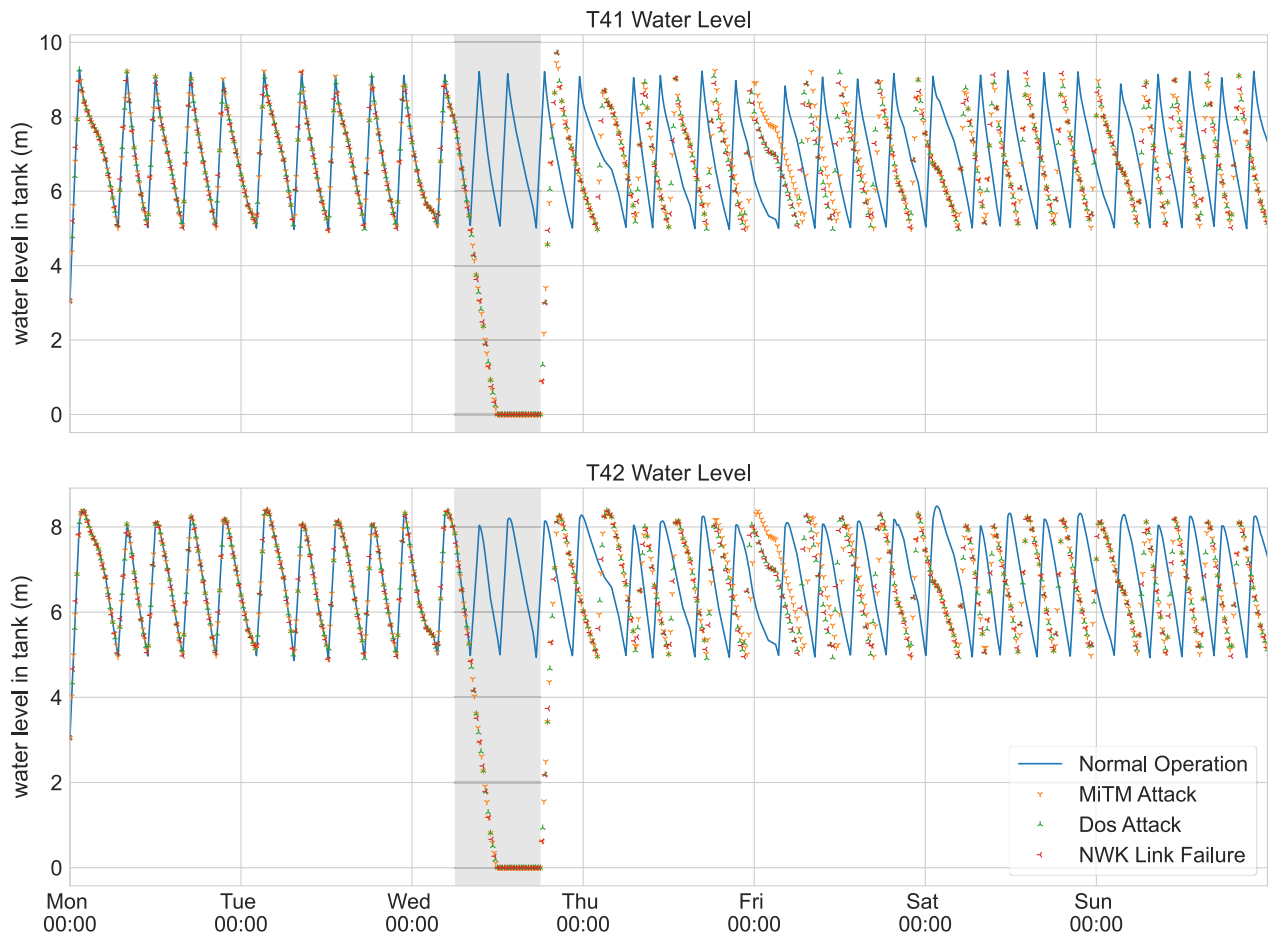 T41 Water Level
10
8
6
4
2
0
water level in tank (m)
T42 Water Level
8
6
4
2
0
water level in tank (m)
Normal Operation
MiTM Attack
Dos Attack
NWK Link Failure
Mon Tue Wed Thu Fri Sat Sun
00:00 00:00 00:00 00:00 00:00 00:00 00:00